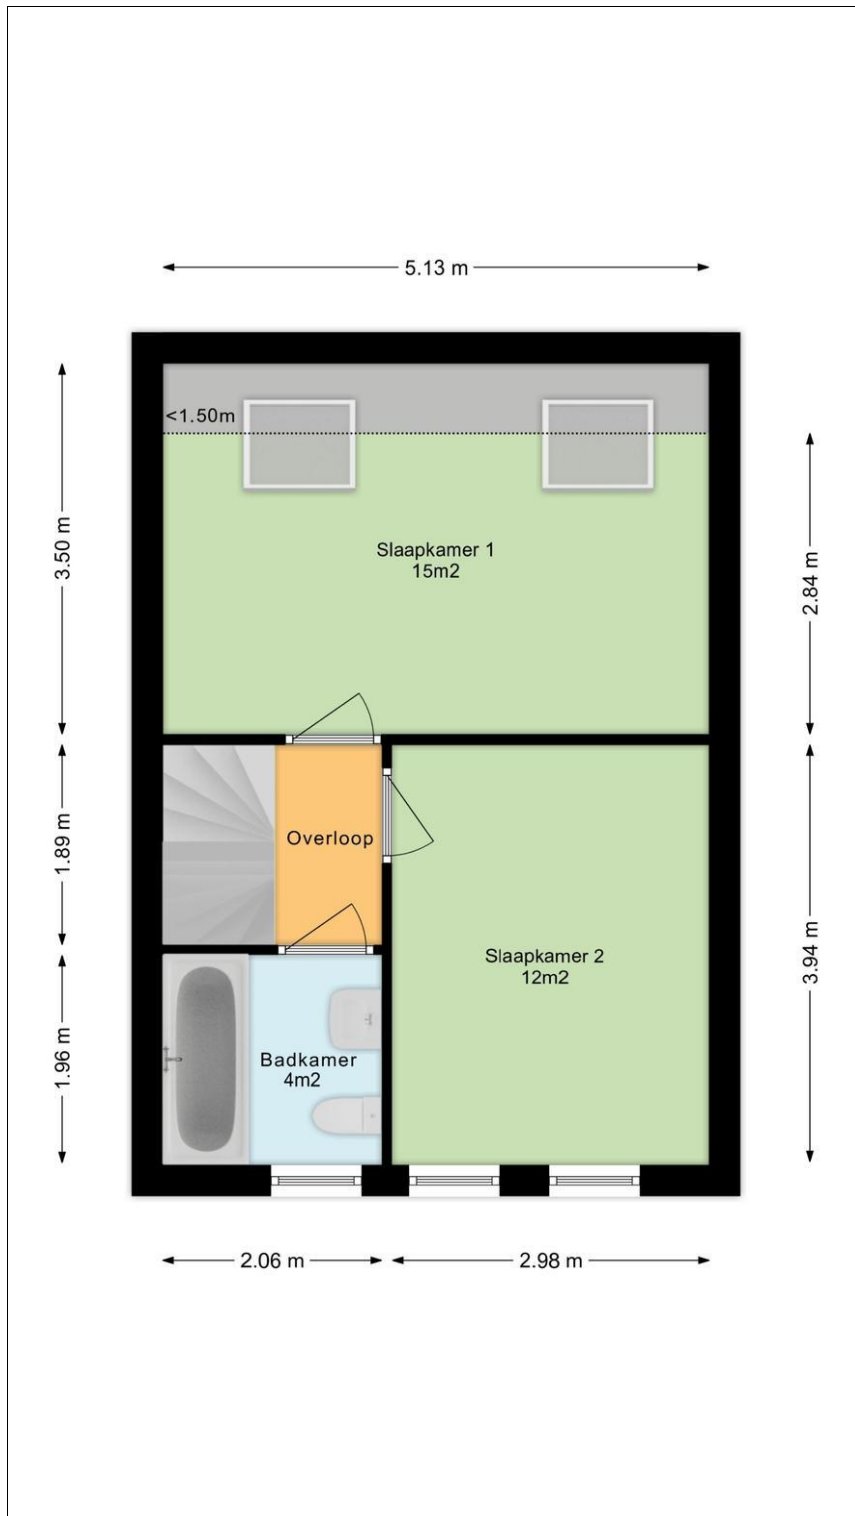 5.13 m
<1.50m
3.50 m
2.84 m
Slaapkamer 1
15m2
1.89 m
Overloop
3.94 m
Slaapkamer 2
12m2
1.96 m
Badkamer
4m2
2.06 m
2.98 m